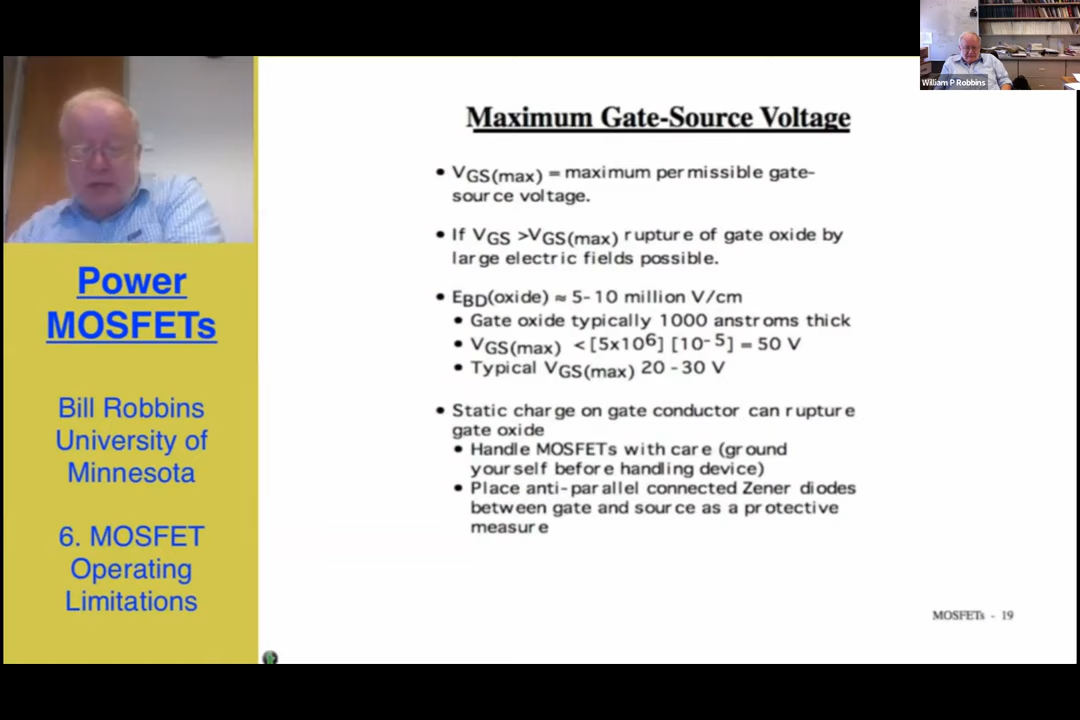 William P Robbins
Maximum Gate-Source Voltage
• VGS(max) = maximum permissible gate-
source voltage.
• If VGS >VGS(max) rupture of gate oxide by
large electric fields possible.
• EBD(oxide) ≈ 5-10 million V/cm
• Gate oxide typically 1000 anstroms thick
• VGS(max) < [5x10⁶] [10⁻⁵] = 50 V
• Typical VGS(max) 20 - 30 V
• Static charge on gate conductor can rupture
gate oxide
• Handle MOSFETs with care (ground
yourself before handling device)
• Place anti-parallel connected Zener diodes
between gate and source as a protective
measure
MOSFETs - 19
Power
MOSFETs
Bill Robbins
University of
Minnesota
6. MOSFET
Operating
Limitations